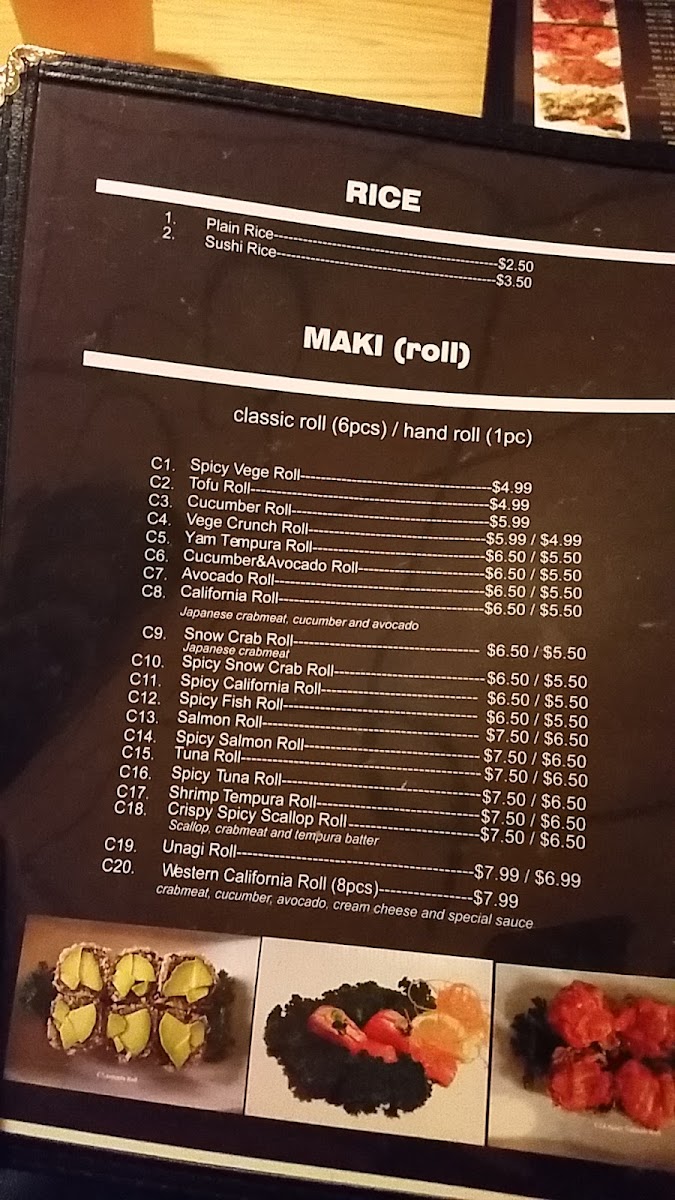 RICE
1. Plain Rice $2.50
2. Sushi Rice $3.50
MAKI (roll)
classic roll (6pcs) / hand roll (1pc)
C1. Spicy Vege Roll $4.99
C2. Tofu Roll $4.99
C3. Cucumber Roll $5.99
C4. Vege Crunch Roll $5.99 / $4.99
C5. Yam Tempura Roll $6.50 / $5.50
C6. Cucumber&Avocado Roll $6.50 / $5.50
C7. Avocado Roll $6.50 / $5.50
C8. California Roll $6.50 / $5.50
Japanese crabmeat, cucumber and avocado
C9. Snow Crab Roll $6.50 / $5.50
Japanese crabmeat
C10. Spicy Snow Crab Roll $6.50 / $5.50
C11. Spicy California Roll $6.50 / $5.50
C12. Spicy Fish Roll $6.50 / $5.50
C13. Salmon Roll $7.50 / $6.50
C14. Spicy Salmon Roll $7.50 / $6.50
C15. Tuna Roll $7.50 / $6.50
C16. Spicy Tuna Roll $7.50 / $6.50
C17. Shrimp Tempura Roll $7.50 / $6.50
C18. Crispy Spicy Scallop Roll $7.50 / $6.50
Scallop, crabmeat and tempura batter
C19. Unagi Roll $7.99 / $6.99
C20. Western California Roll (8pcs) $7.99
crabmeat, cucumber, avocado, cream cheese and special sauce